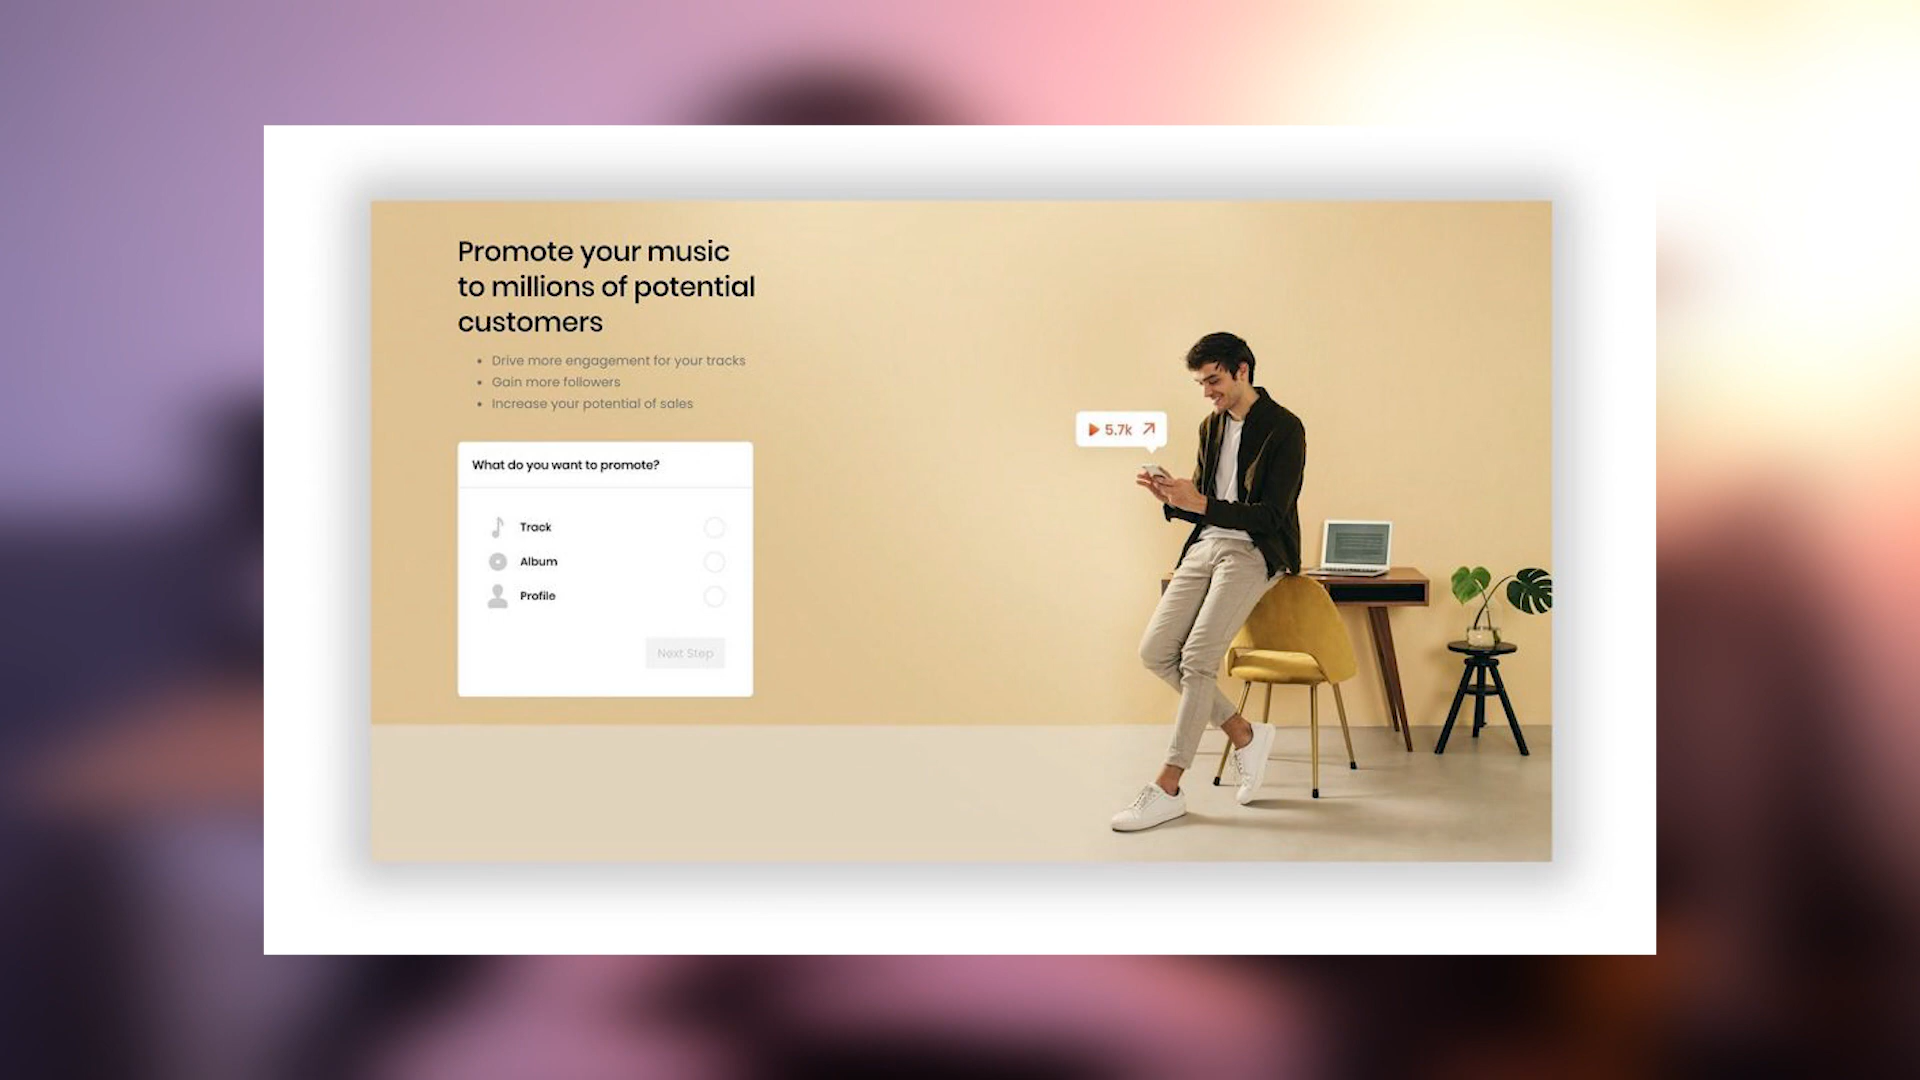 Promote your music
to millions of potential
customers
Drive more engagement for your tracks
Gain more followers
Increase your potential of sales
What do you want to promote?
Track
Album
Profile
Next Step
5.7k